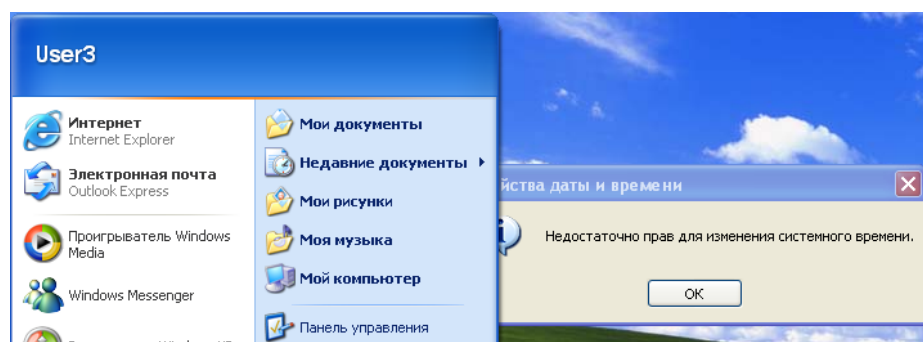 User3
Интернет
Internet Explorer
Электронная почта
Outlook Express
Проигрыватель Windows
Media
Windows Messenger
Мои документы
Недавние документы
Мои рисунки
Моя музыка
Мой компьютер
Панель управления
йства даты и времени
Недостаточно прав для изменения системного времени.
ОК